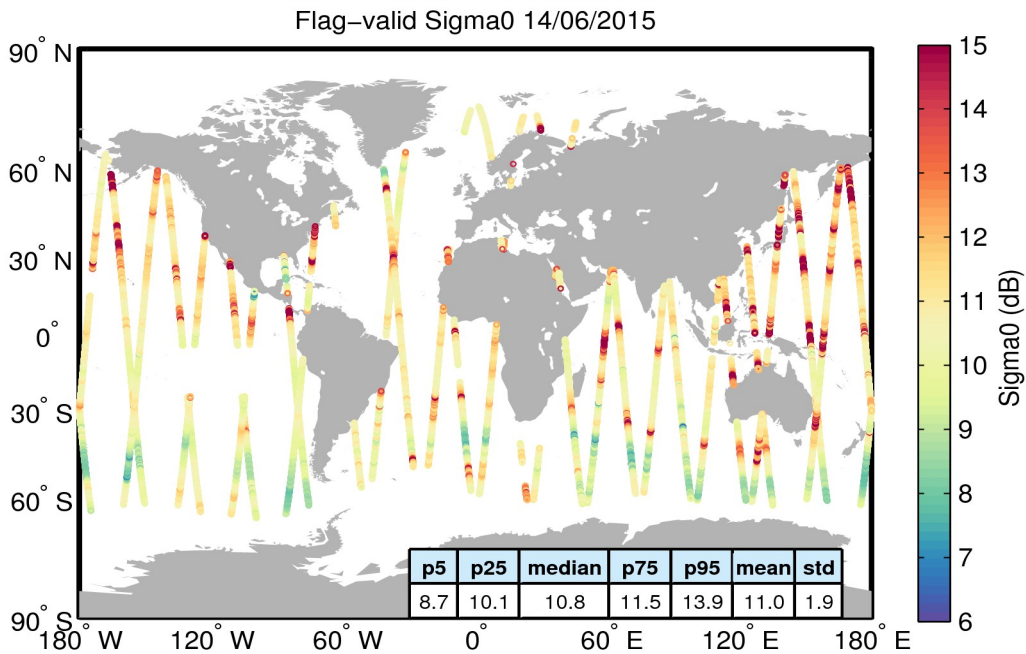 Flag-valid Sigma0 14/06/2015
90° N
60° N
30° N
0°
30° S
60° S
90° S
180° W
120° W
60° W
0°
60° E
120° E
180° E
15
14
13
12
11
10
9
8
7
6
Sigma0 (dB)
p5 p25 median p75 p95 mean std
8.7 10.1 10.8 11.5 13.9 11.0 1.9